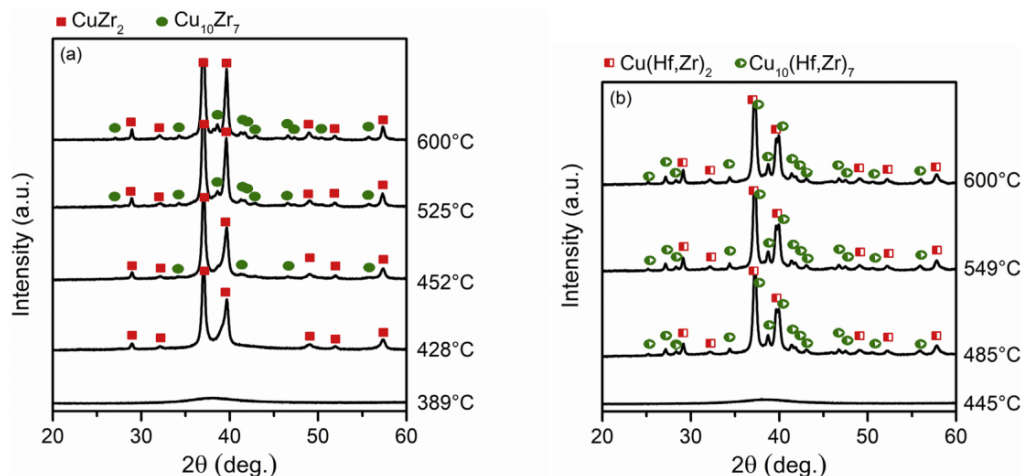 CuZr2 Cu10Zr7
(a)
600°C
525°C
452°C
428°C
389°C
Intensity (a.u.)
20 30 40 50 60
2θ (deg.)
Cu(Hf,Zr)2 Cu10(Hf,Zr)7
(b)
600°C
549°C
485°C
445°C
Intensity (a.u.)
20 30 40 50 60
2θ (deg.)